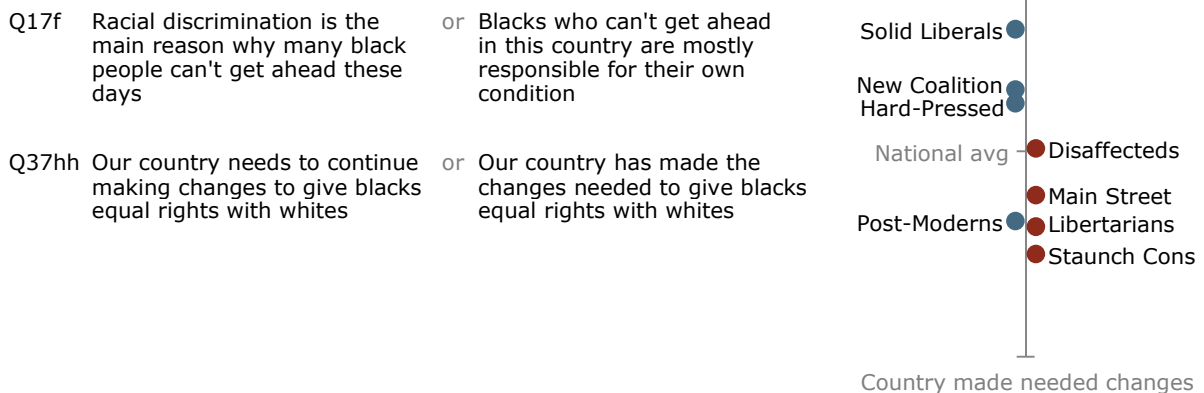 Q17f Racial discrimination is the
main reason why many black
people can't get ahead these
days
or Blacks who can't get ahead
in this country are mostly
responsible for their own
condition
Q37hh Our country needs to continue
making changes to give blacks
equal rights with whites
or Our country has made the
changes needed to give blacks
equal rights with whites
Solid Liberals
New Coalition
Hard-Pressed
National avg
Disaffecteds
Main Street
Post-Moderns
Libertarians
Staunch Cons
Country made needed changes